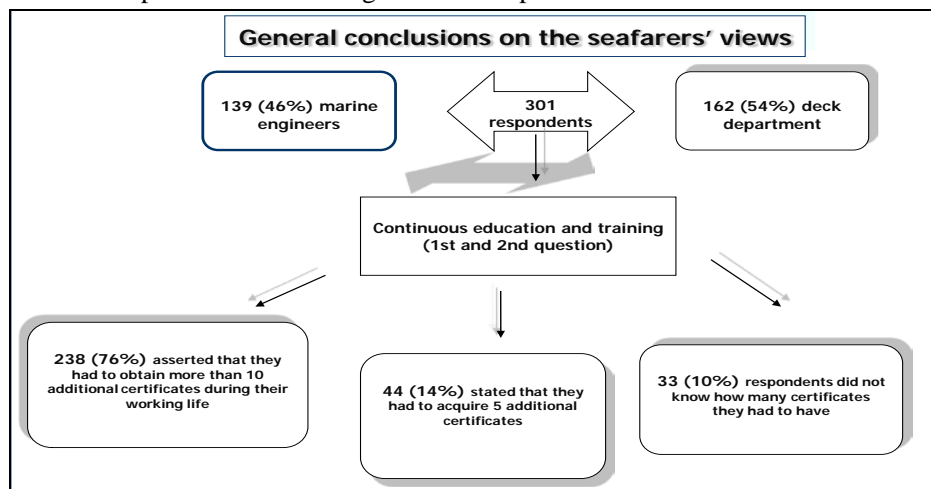 General conclusions on the seafarers' views
139 (46%) marine
engineers
301
respondents
162 (54%) deck
department
Continuous education and training
(1st and 2nd question)
238 (76%) asserted that they
had to obtain more than 10
additional certificates during their
working life
44 (14%) stated that they
had to acquire 5 additional
certificates
33 (10%) respondents did not
know how many certificates
they had to have